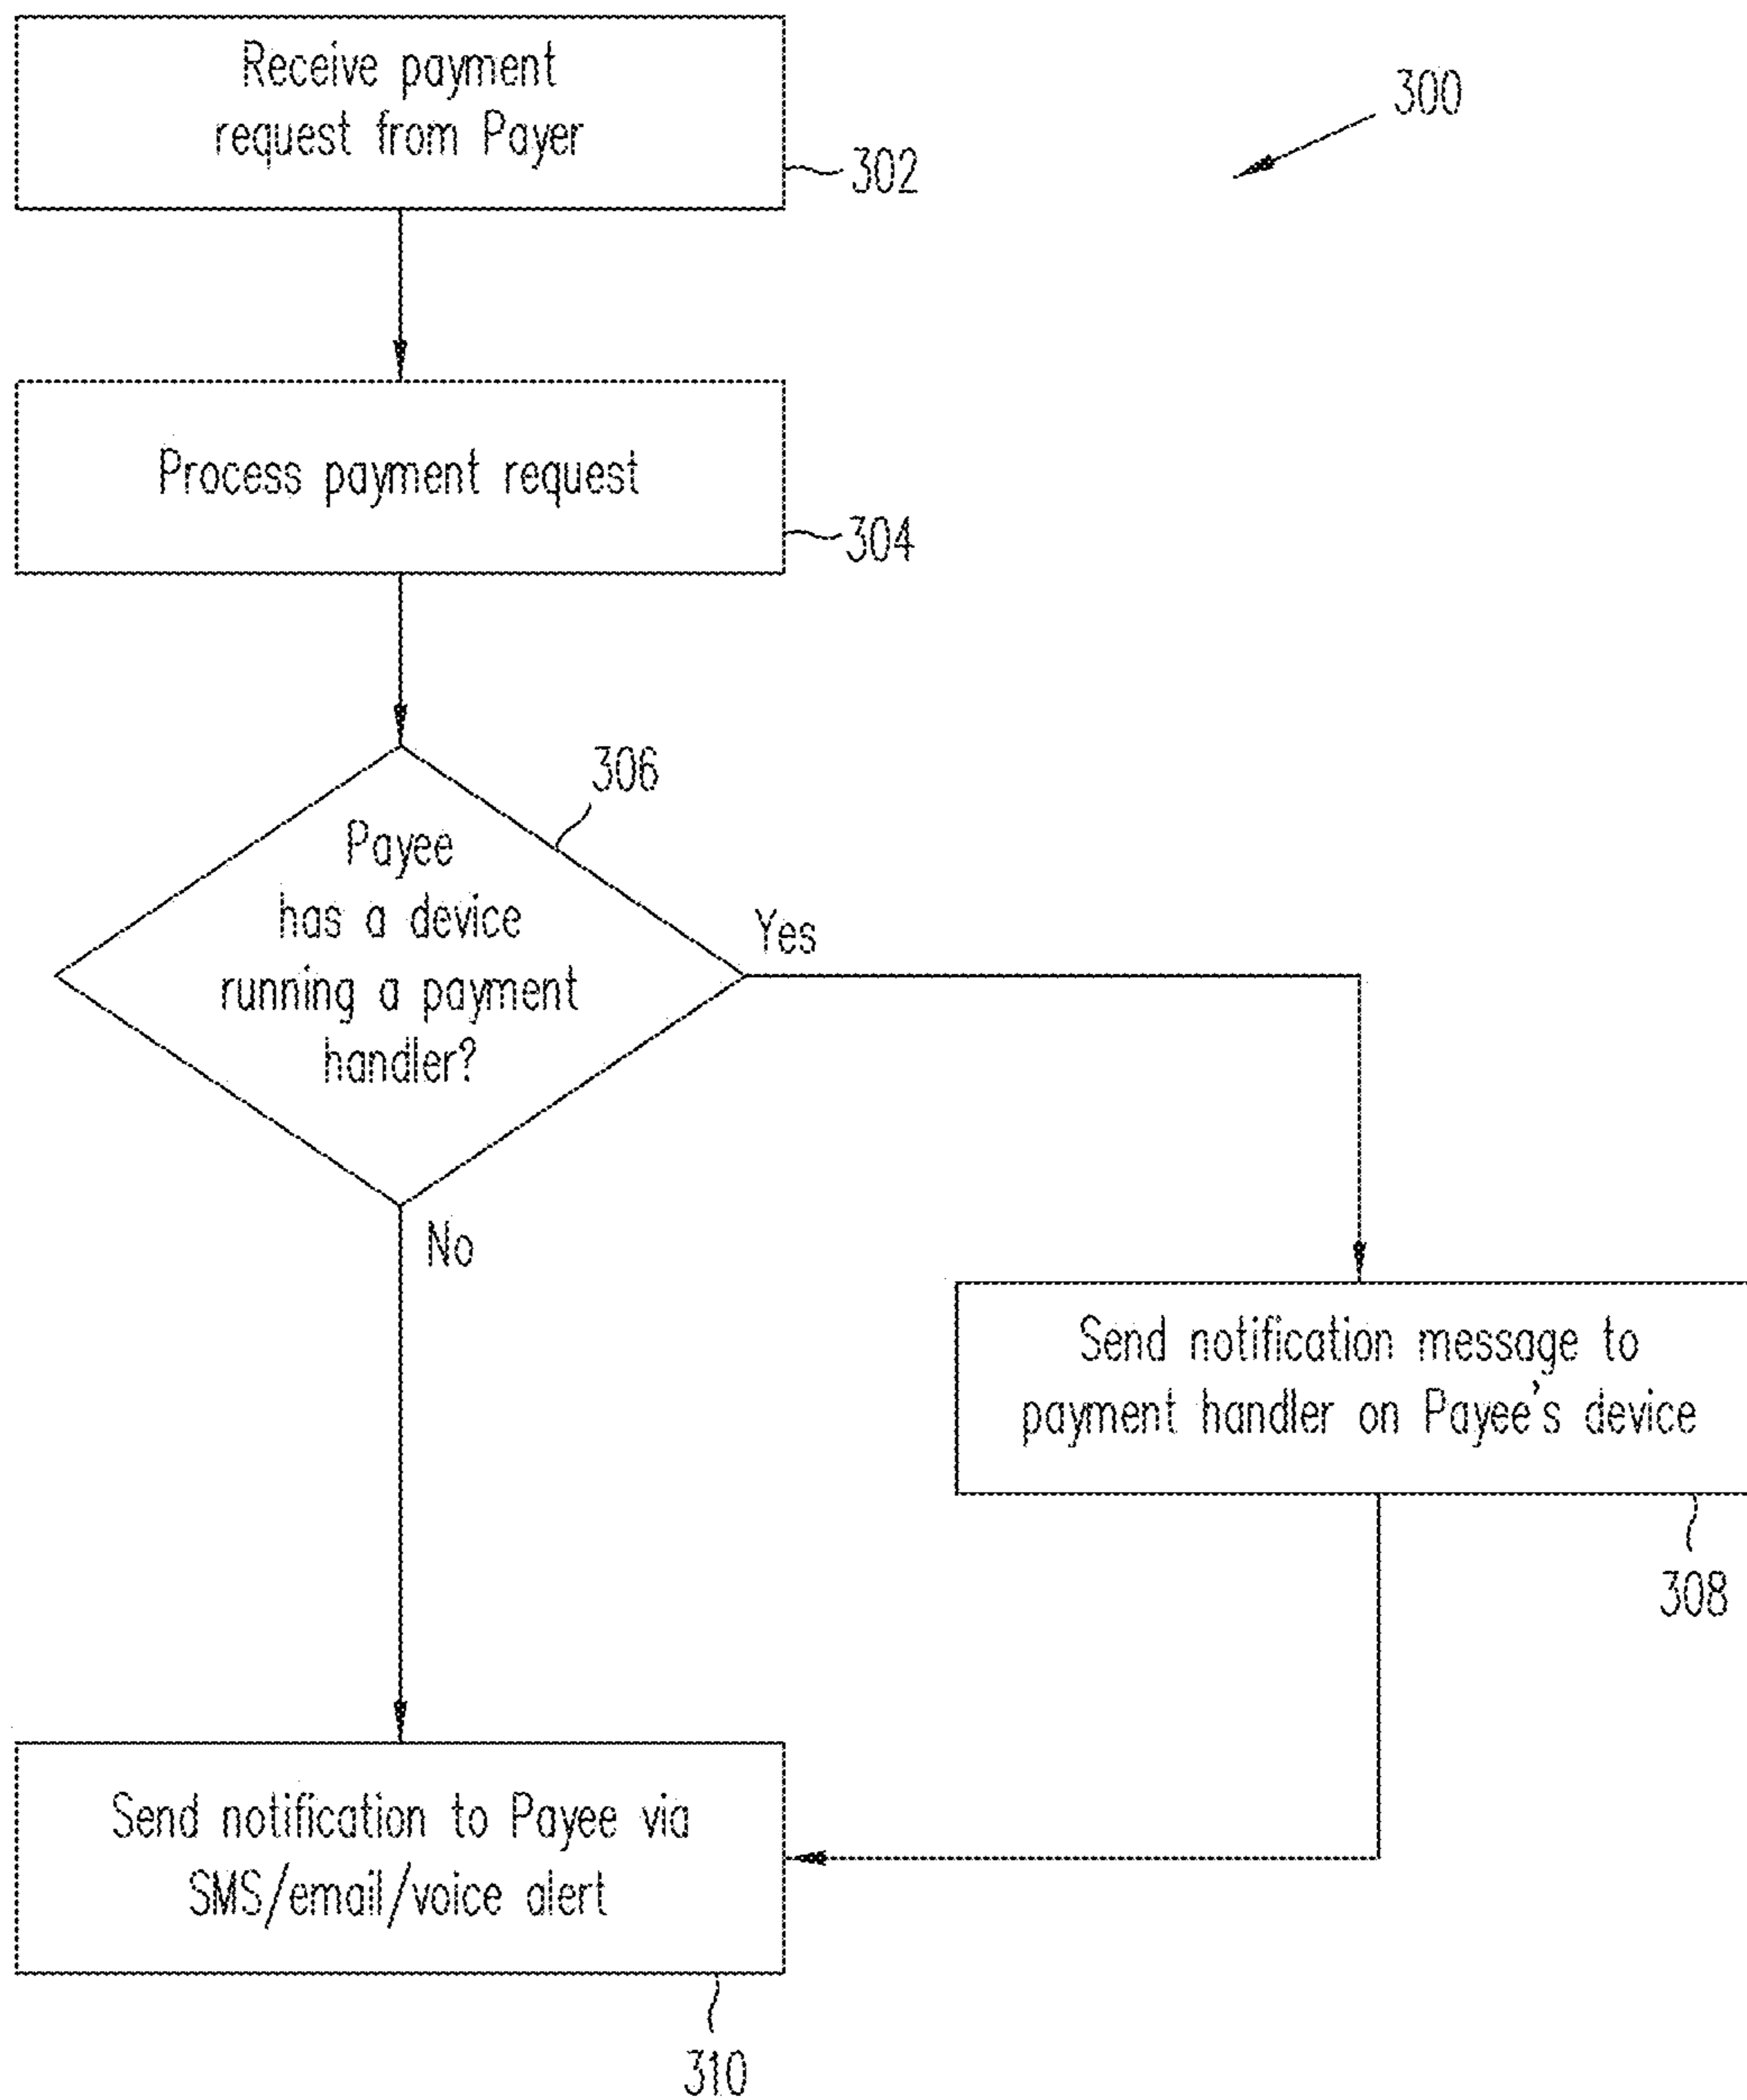 Receive payment
request from Payer
302
300
Process payment request
304
306
Payee
has a device
running a payment
handler?
Yes
No
Send notification message to
payment handler on Payee's device
308
Send notification to Payee via
SMS/email/voice alert
310